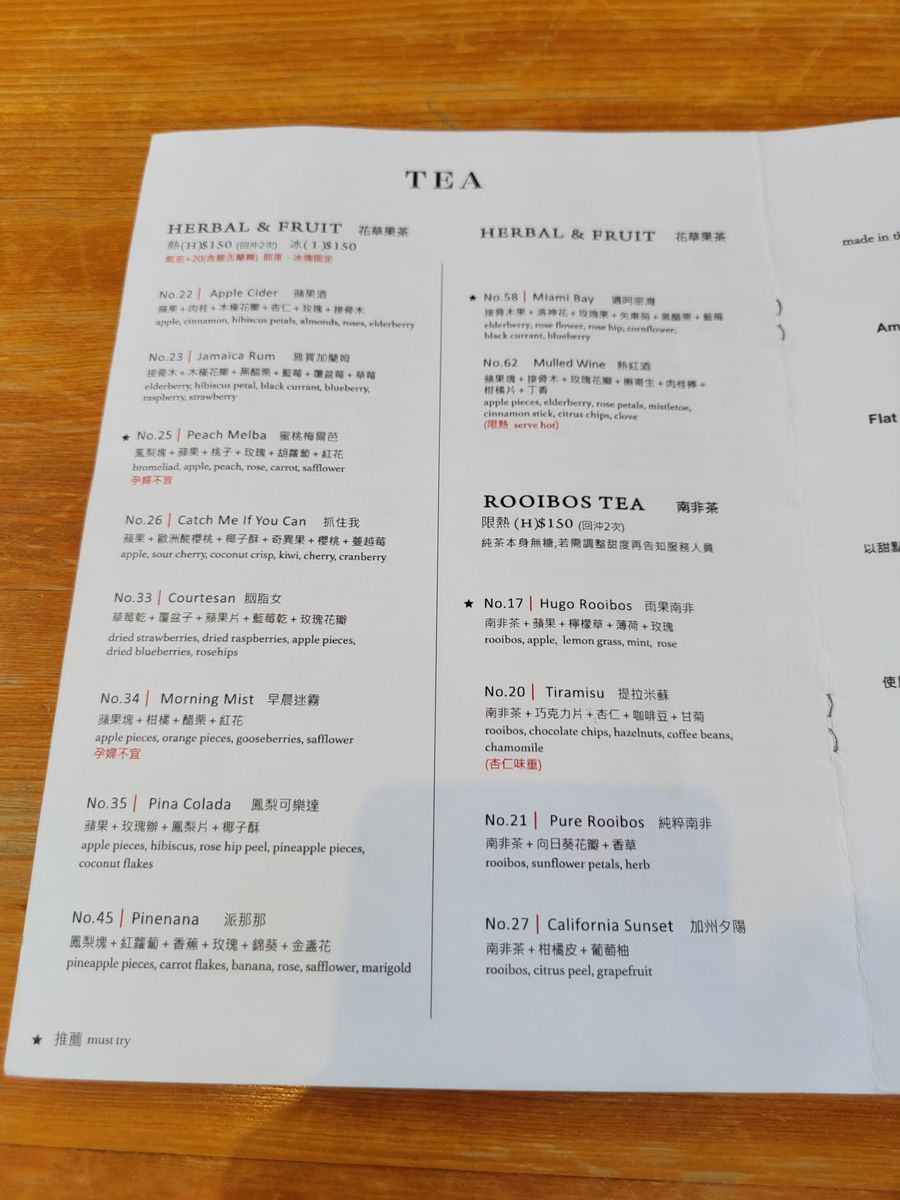 TEA
HERBAL & FRUIT 花草果茶
熱(H)$150 (回沖2次) 冰( I )$150
氣泡+20(含龍舌蘭糖) 甜度、冰塊固定
No.22 | Apple Cider 蘋果酒
蘋果+肉桂+木槿花瓣+杏仁+玫瑰+接骨木
apple, cinnamon, hibiscus petals, almonds, roses, elderberry
No.23 | Jamaica Rum 雅買加蘭姆
接骨木+木槿花瓣+黑醋栗+藍莓+覆盆莓+草莓
elderberry, hibiscus petal, black currant, blueberry,
raspberry, strawberry
★ No.25 | Peach Melba 蜜桃梅爾芭
鳳梨塊+蘋果+桃子+玫瑰+胡蘿蔔+紅花
bromeliad, apple, peach, rose, carrot, safflower
孕婦不宜
No.26 | Catch Me If You Can 抓住我
蘋果+歐洲酸櫻桃+椰子酥+奇異果+櫻桃+蔓越莓
apple, sour cherry, coconut crisp, kiwi, cherry, cranberry
No.33 | Courtesan 胭脂女
草莓乾+覆盆子+蘋果片+藍莓乾+玫瑰花瓣
dried strawberries, dried raspberries, apple pieces,
dried blueberries, rosehips
No.34 | Morning Mist 早晨迷霧
蘋果塊+柑橘+醋栗+紅花
apple pieces, orange pieces, gooseberries, safflower
孕婦不宜
No.35 | Pina Colada 鳳梨可樂達
蘋果+玫瑰辦+鳳梨片+椰子酥
apple pieces, hibiscus, rose hip peel, pineapple pieces,
coconut flakes
No.45 | Pinenana 派那那
鳳梨塊+紅蘿蔔+香蕉+玫瑰+錦葵+金盞花
pineapple pieces, carrot flakes, banana, rose, safflower, marigold
★ 推薦 must try
HERBAL & FRUIT 花草果茶
★ No.58 | Miami Bay 邁阿密灣
接骨木果+洛神花+玫瑰果+矢車菊+黑醋栗+藍莓
elderberry, rose flower, rose hip, cornflower,
black currant, blueberry
No.62 Mulled Wine 熱紅酒
蘋果塊+接骨木+玫瑰花瓣+槲寄生+肉桂棒+
柑橘片+丁香
apple pieces, elderberry, rose petals, mistletoe,
cinnamon stick, citrus chips, clove
(限熱 serve hot)
ROOIBOS TEA 南非茶
限熱 (H)$150 (回沖2次)
純茶本身無糖,若需調整甜度再告知服務人員
★ No.17 | Hugo Rooibos 雨果南非
南非茶+蘋果+檸檬草+薄荷+玫瑰
rooibos, apple, lemon grass, mint, rose
No.20 | Tiramisu 提拉米蘇
南非茶+巧克力片+杏仁+咖啡豆+甘菊
rooibos, chocolate chips, hazelnuts, coffee beans,
chamomile
(杏仁味重)
No.21 | Pure Rooibos 純粹南非
南非茶+向日葵花瓣+香草
rooibos, sunflower petals, herb
No.27 | California Sunset 加州夕陽
南非茶+柑橘皮+葡萄柚
rooibos, citrus peel, grapefruit
made in th
Am
Flat
以甜點
使用